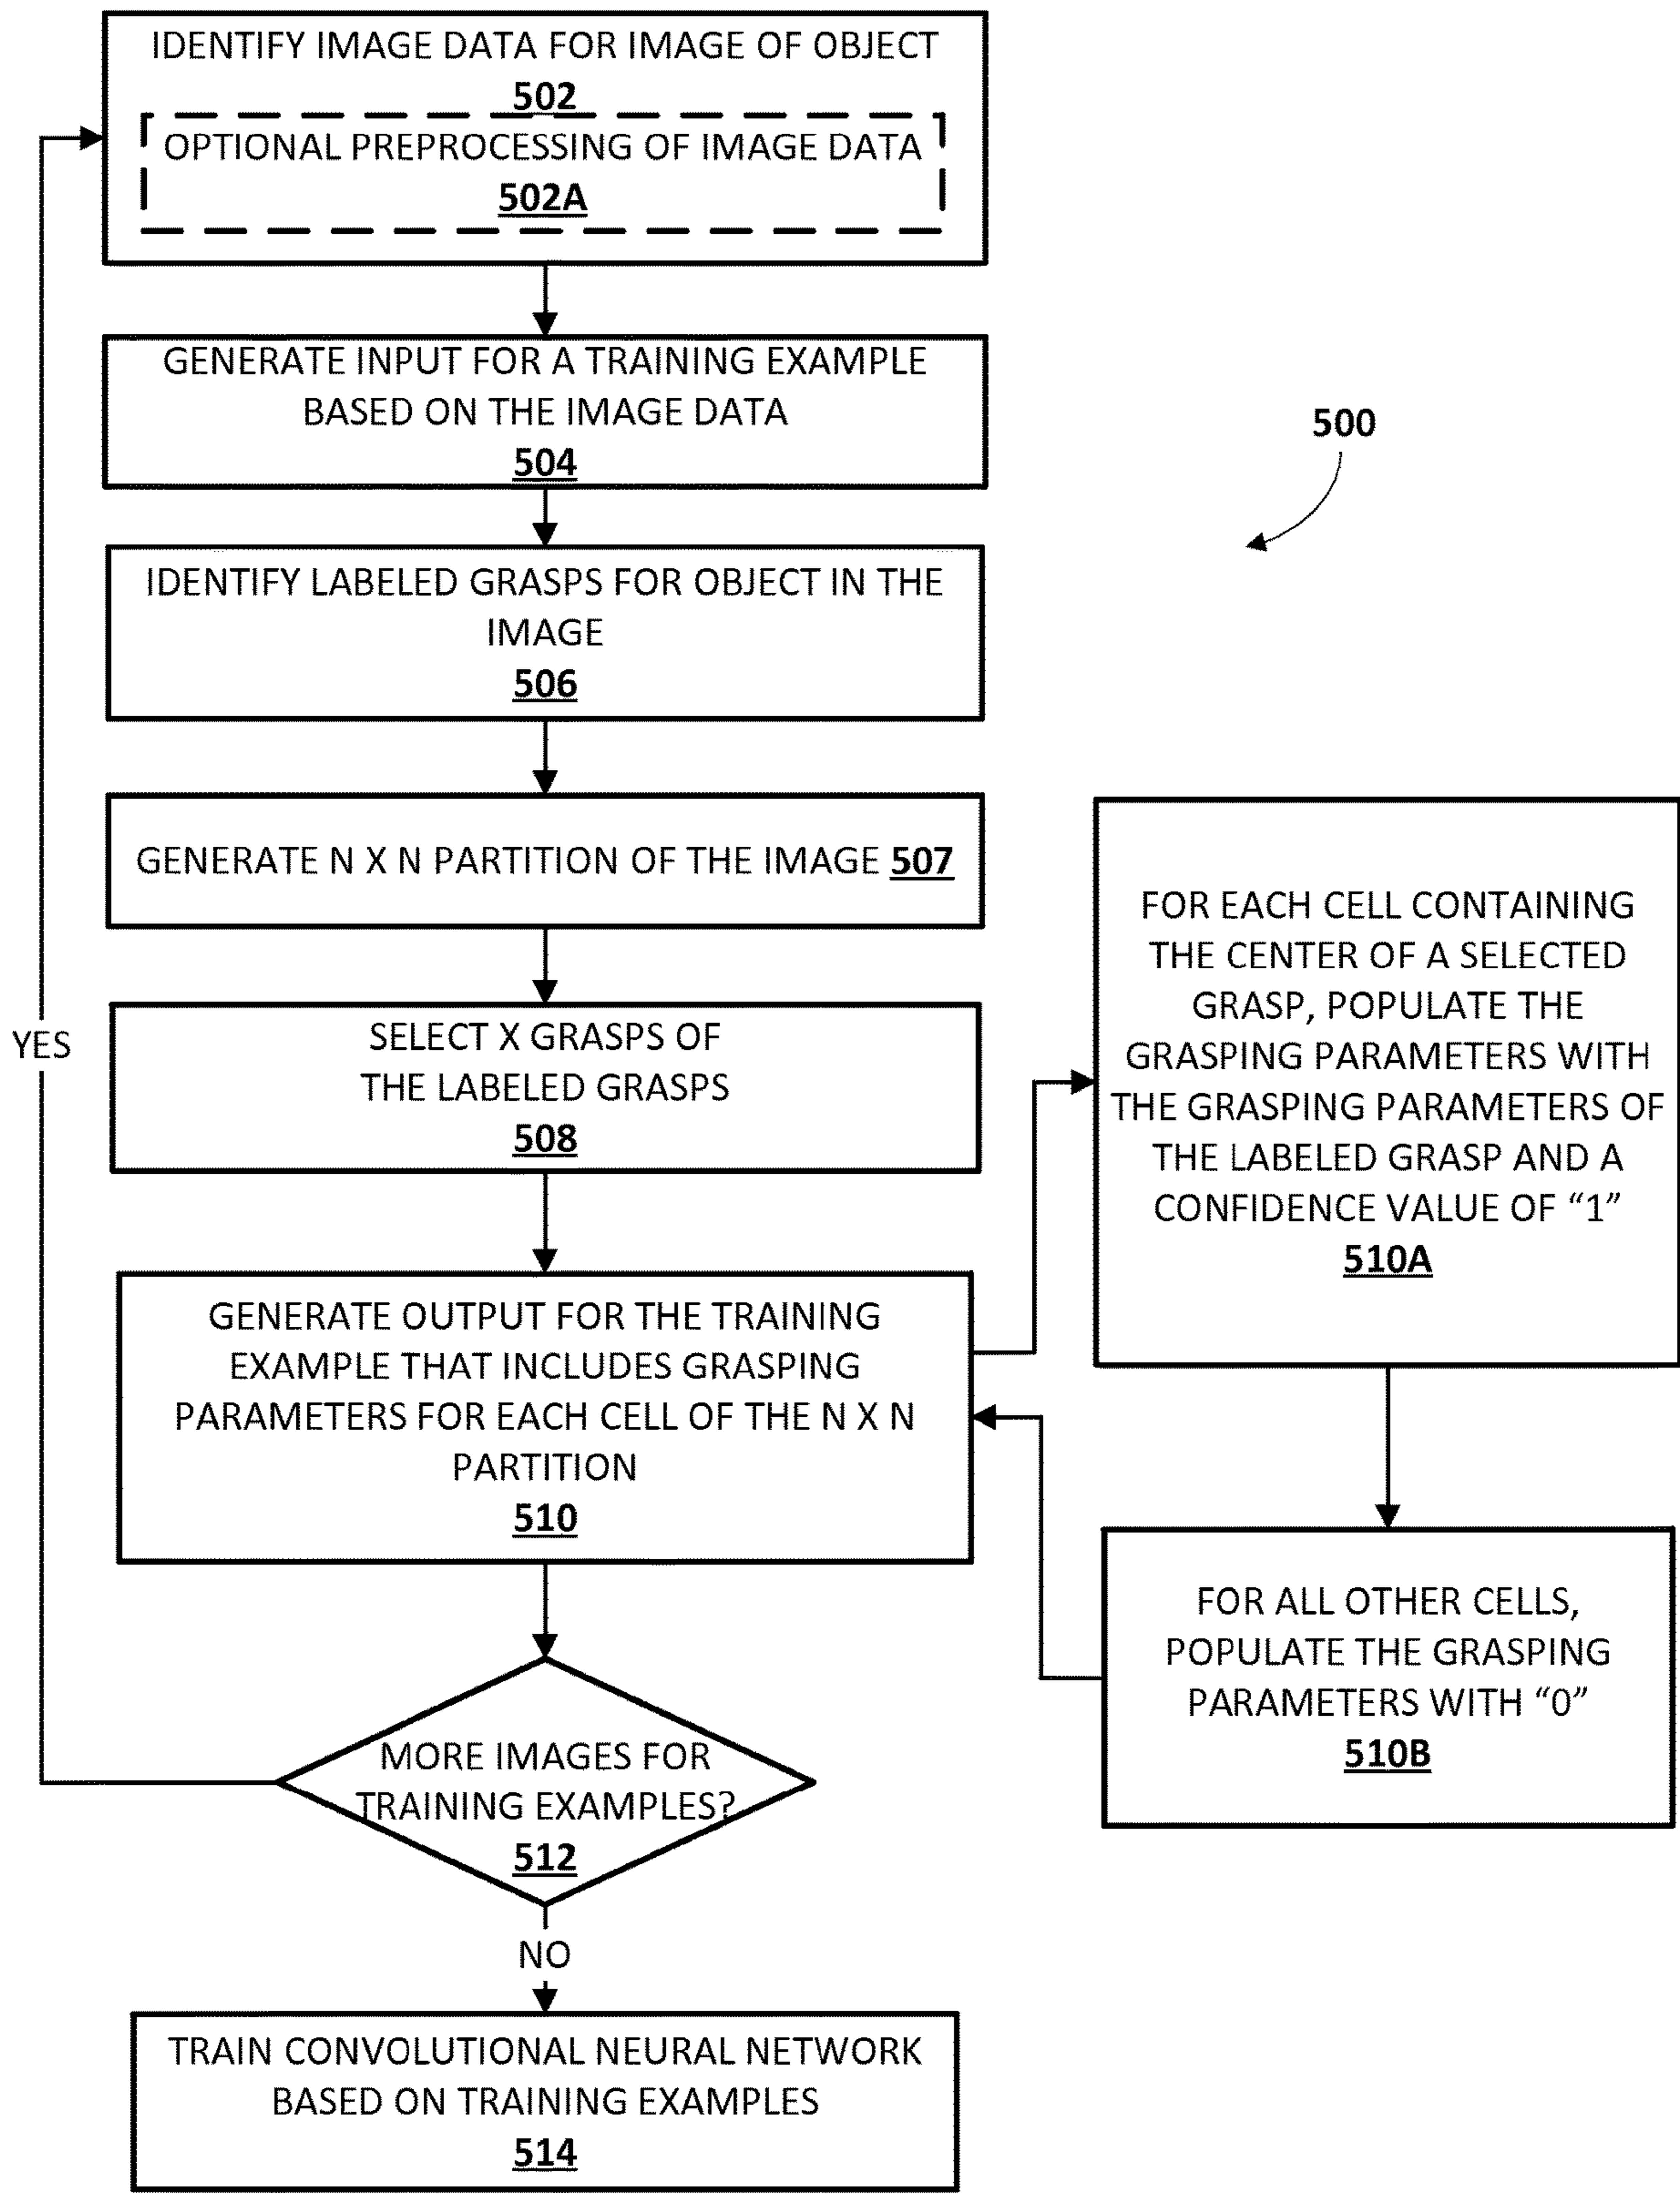 IDENTIFY IMAGE DATA FOR IMAGE OF OBJECT
502
OPTIONAL PREPROCESSING OF IMAGE DATA
502A
GENERATE INPUT FOR A TRAINING EXAMPLE
BASED ON THE IMAGE DATA
504
500
IDENTIFY LABELED GRASPS FOR OBJECT IN THE
IMAGE
506
GENERATE N X N PARTITION OF THE IMAGE 507
SELECT X GRASPS OF
THE LABELED GRASPS
508
YES
GENERATE OUTPUT FOR THE TRAINING
EXAMPLE THAT INCLUDES GRASPING
PARAMETERS FOR EACH CELL OF THE N X N
PARTITION
510
FOR EACH CELL CONTAINING
THE CENTER OF A SELECTED
GRASP, POPULATE THE
GRASPING PARAMETERS WITH
THE GRASPING PARAMETERS OF
THE LABELED GRASP AND A
CONFIDENCE VALUE OF “1”
510A
FOR ALL OTHER CELLS,
POPULATE THE GRASPING
PARAMETERS WITH “0”
510B
MORE IMAGES FOR
TRAINING EXAMPLES?
512
NO
TRAIN CONVOLUTIONAL NEURAL NETWORK
BASED ON TRAINING EXAMPLES
514